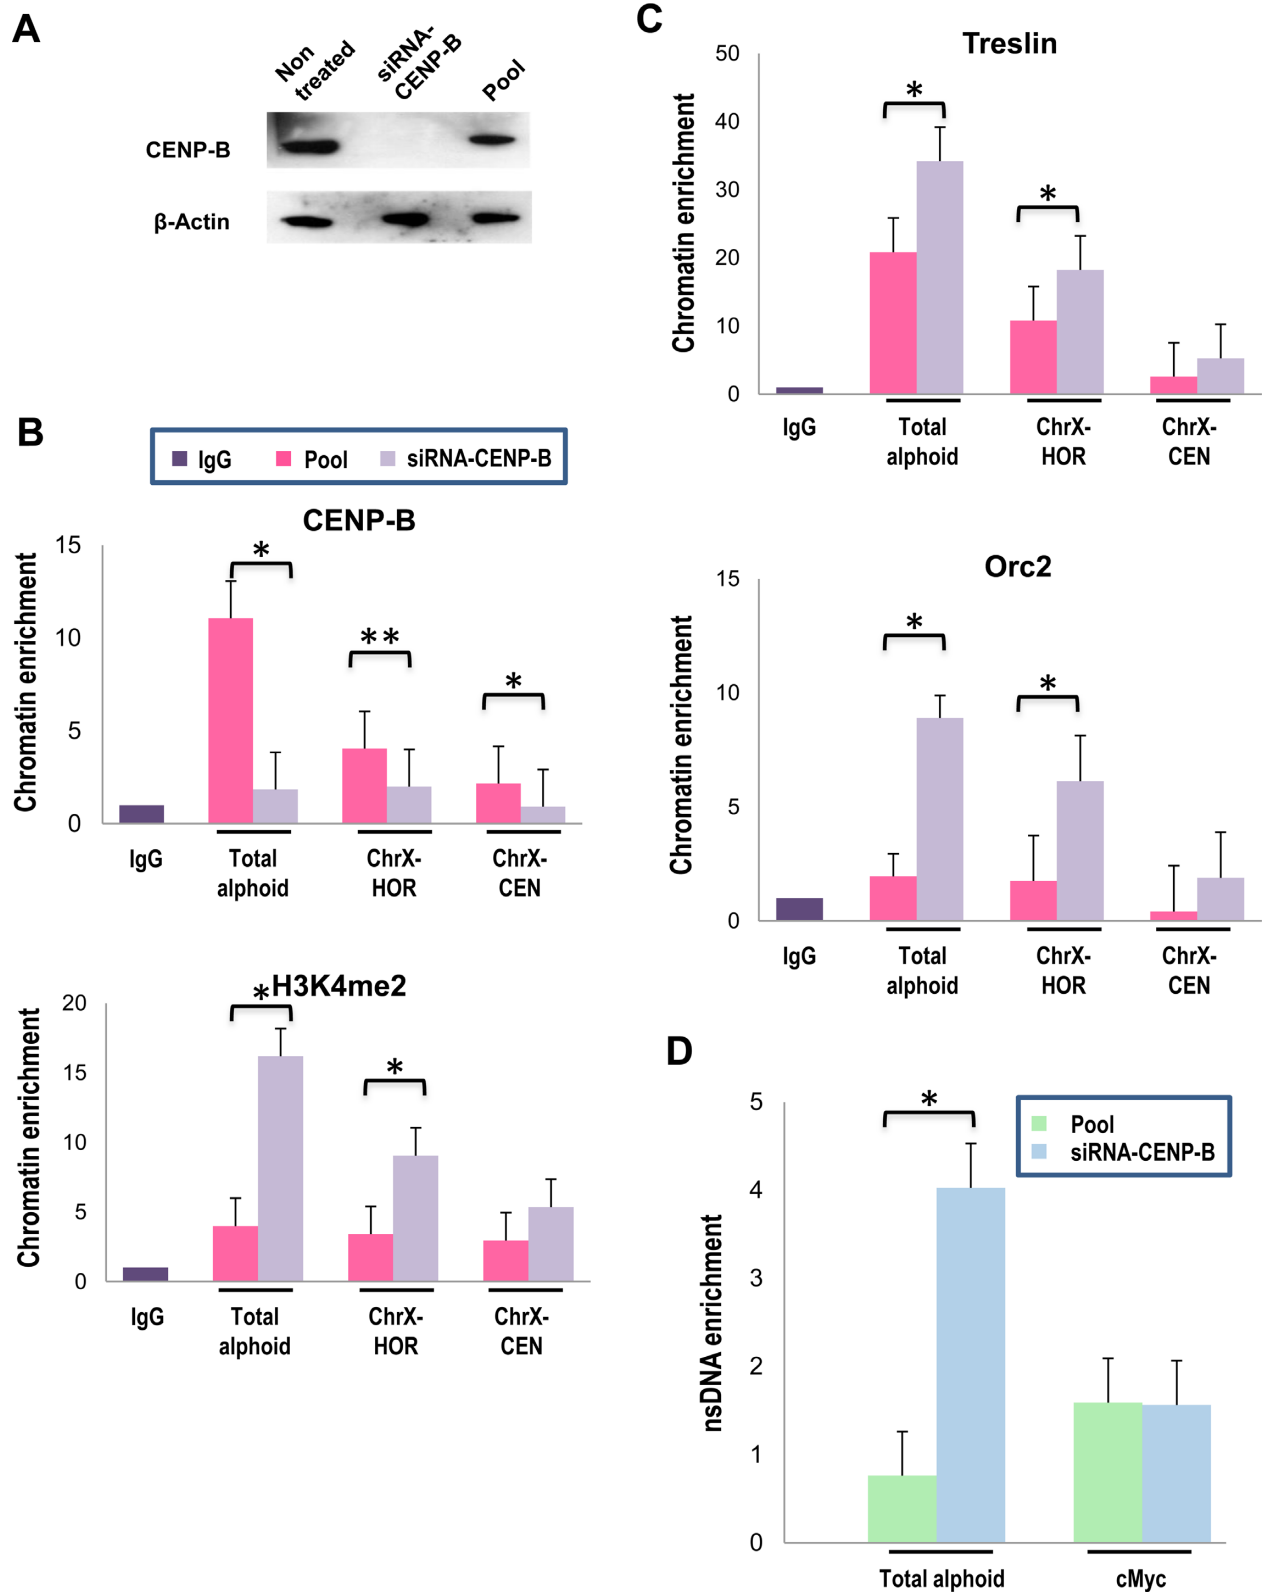 A
Non
treated
siRNA-
CENP-B
Pool
CENP-B
β-Actin
B
IgG
Pool
siRNA-CENP-B
CENP-B
Chromatin enrichment
15
10
5
0
*
**
*
IgG
Total
alphoid
ChrX-
HOR
ChrX-
CEN
H3K4me2
Chromatin enrichment
20
15
10
5
0
*
*
IgG
Total
alphoid
ChrX-
HOR
ChrX-
CEN
C
Treslin
Chromatin enrichment
50
40
30
20
10
0
*
*
IgG
Total
alphoid
ChrX-
HOR
ChrX-
CEN
Orc2
Chromatin enrichment
15
10
5
0
*
*
IgG
Total
alphoid
ChrX-
HOR
ChrX-
CEN
D
Pool
siRNA-CENP-B
nsDNA enrichment
5
4
3
2
1
0
*
Total alphoid
cMyc